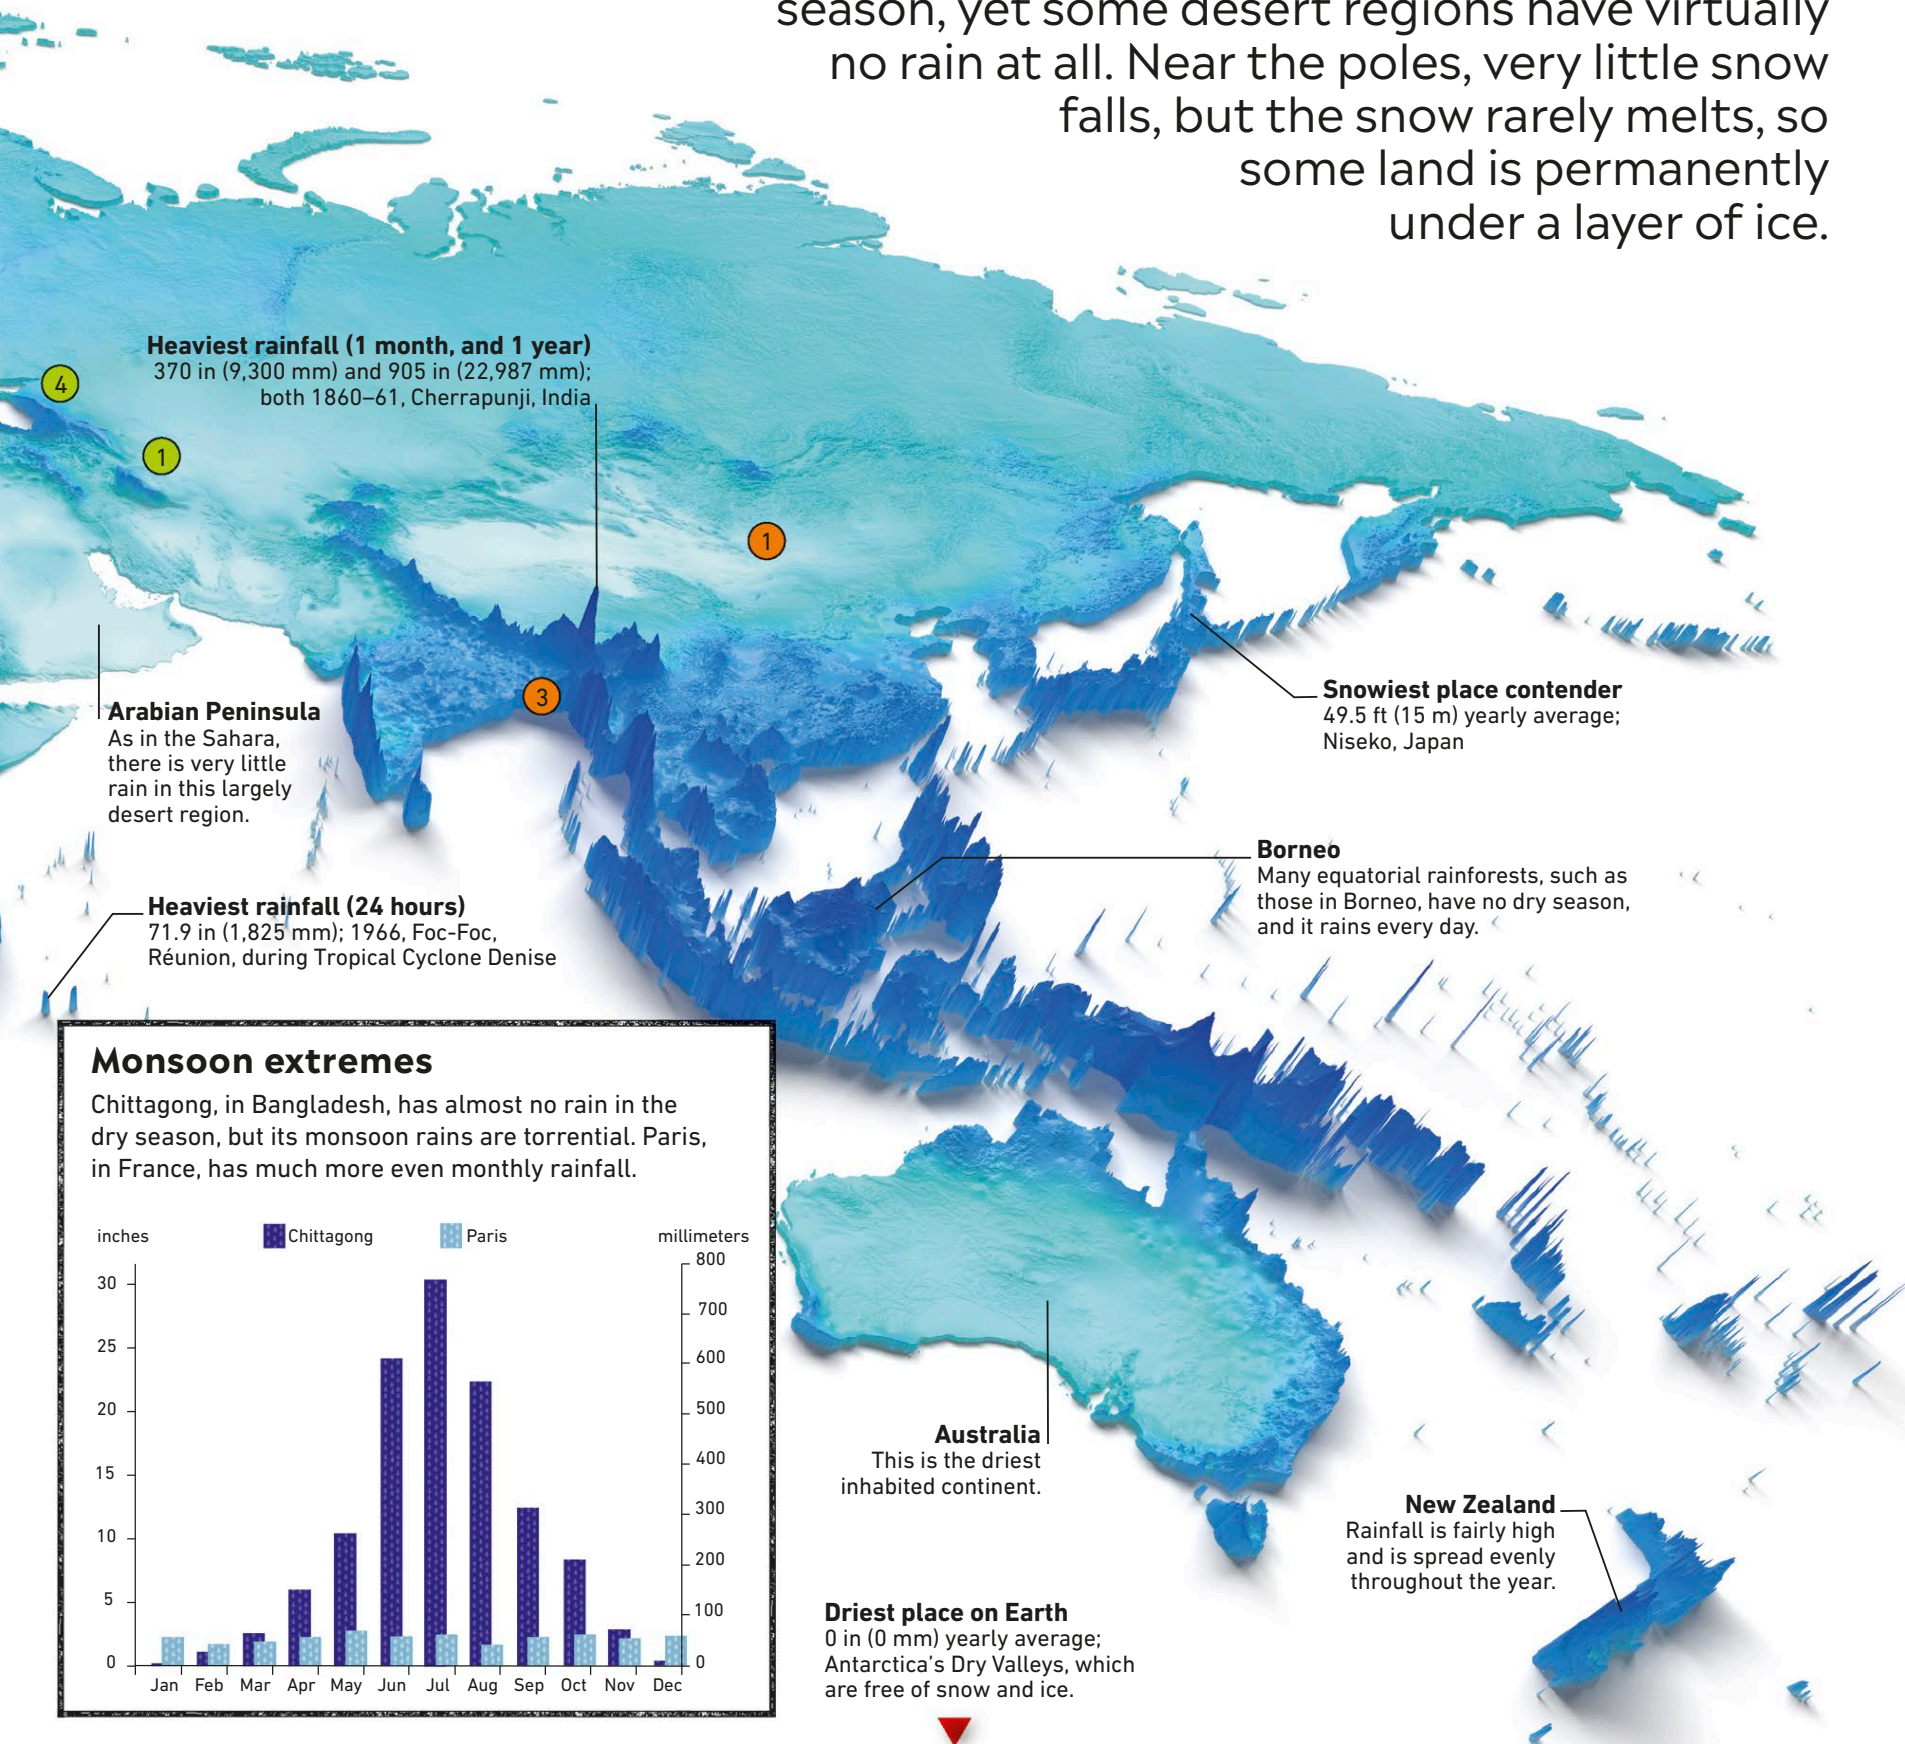 season, yet some desert regions have virtually
no rain at all. Near the poles, very little snow
falls, but the snow rarely melts, so
some land is permanently
under a layer of ice.
Heaviest rainfall (1 month, and 1 year)
370 in (9,300 mm) and 905 in (22,987 mm);
both 1860–61, Cherrapunji, India
4
1
1
3
Arabian Peninsula
As in the Sahara,
there is very little
rain in this largely
desert region.
Snowiest place contender
49.5 ft (15 m) yearly average;
Niseko, Japan
Borneo
Many equatorial rainforests, such as
those in Borneo, have no dry season,
and it rains every day.
Heaviest rainfall (24 hours)
71.9 in (1,825 mm); 1966, Foc-Foc,
Réunion, during Tropical Cyclone Denise
Monsoon extremes
Chittagong, in Bangladesh, has almost no rain in the
dry season, but its monsoon rains are torrential. Paris,
in France, has much more even monthly rainfall.
inches
Chittagong
Paris
millimeters
30
25
20
15
10
5
0
800
700
600
500
400
300
200
100
0
Jan Feb Mar Apr May Jun Jul Aug Sep Oct Nov Dec
Australia
This is the driest
inhabited continent.
New Zealand
Rainfall is fairly high
and is spread evenly
throughout the year.
Driest place on Earth
0 in (0 mm) yearly average;
Antarctica's Dry Valleys, which
are free of snow and ice.